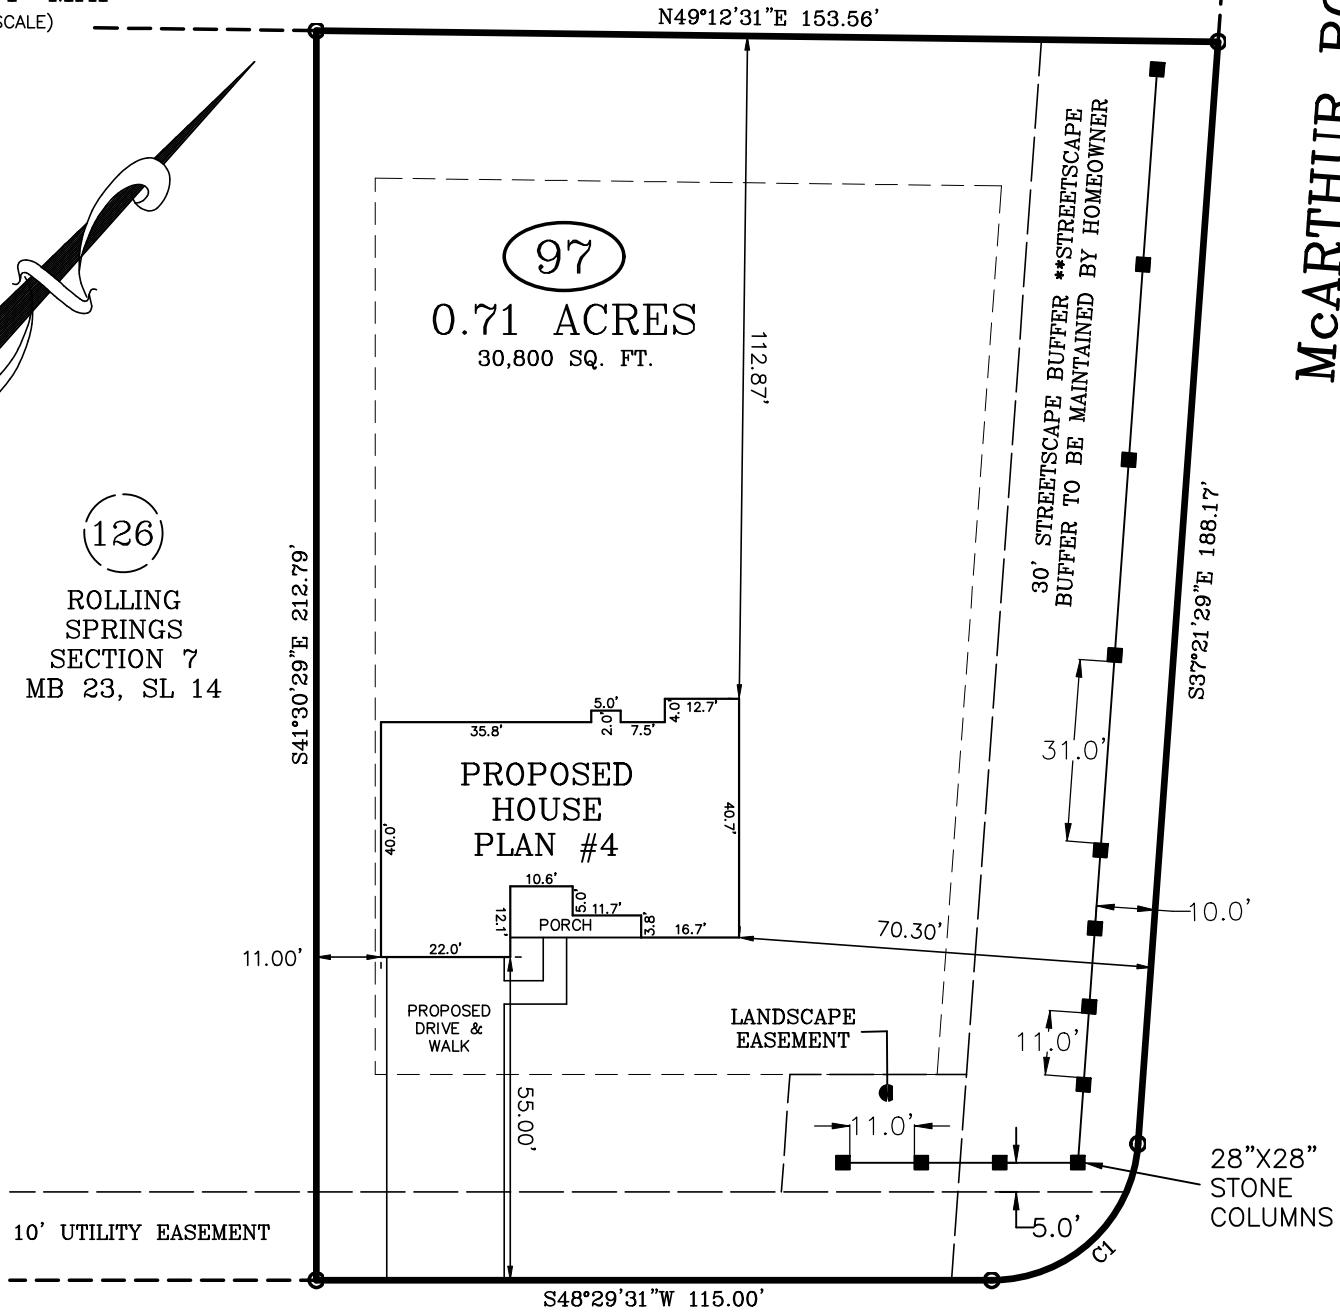 SCALE)
N49°12'31"E 153.56'
McARTHUR
97
0.71 ACRES
30,800 SQ. FT.
112.87'
30' STREETSCAPE BUFFER **STREETSCAPE
BUFFER TO BE MAINTAINED BY HOMEOWNER
126
ROLLING
SPRINGS
SECTION 7
MB 23, SL 14
S41°30'29"E 212.79'
S37°21'29"E 188.17'
35.8'
5.0'
2.0'
7.5'
4.0'
12.7'
31.0'
PROPOSED
HOUSE
PLAN #4
40.0'
40.7'
10.6'
5.0'
11.7'
12.1'
PORCH
3.8'
16.7'
22.0'
10.0'
70.30'
11.00'
PROPOSED
DRIVE &
WALK
LANDSCAPE
EASEMENT
11.0'
55.00'
11.0'
28"X28"
STONE
COLUMNS
5.0'
10' UTILITY EASEMENT
C1
S48°29'31"W 115.00'